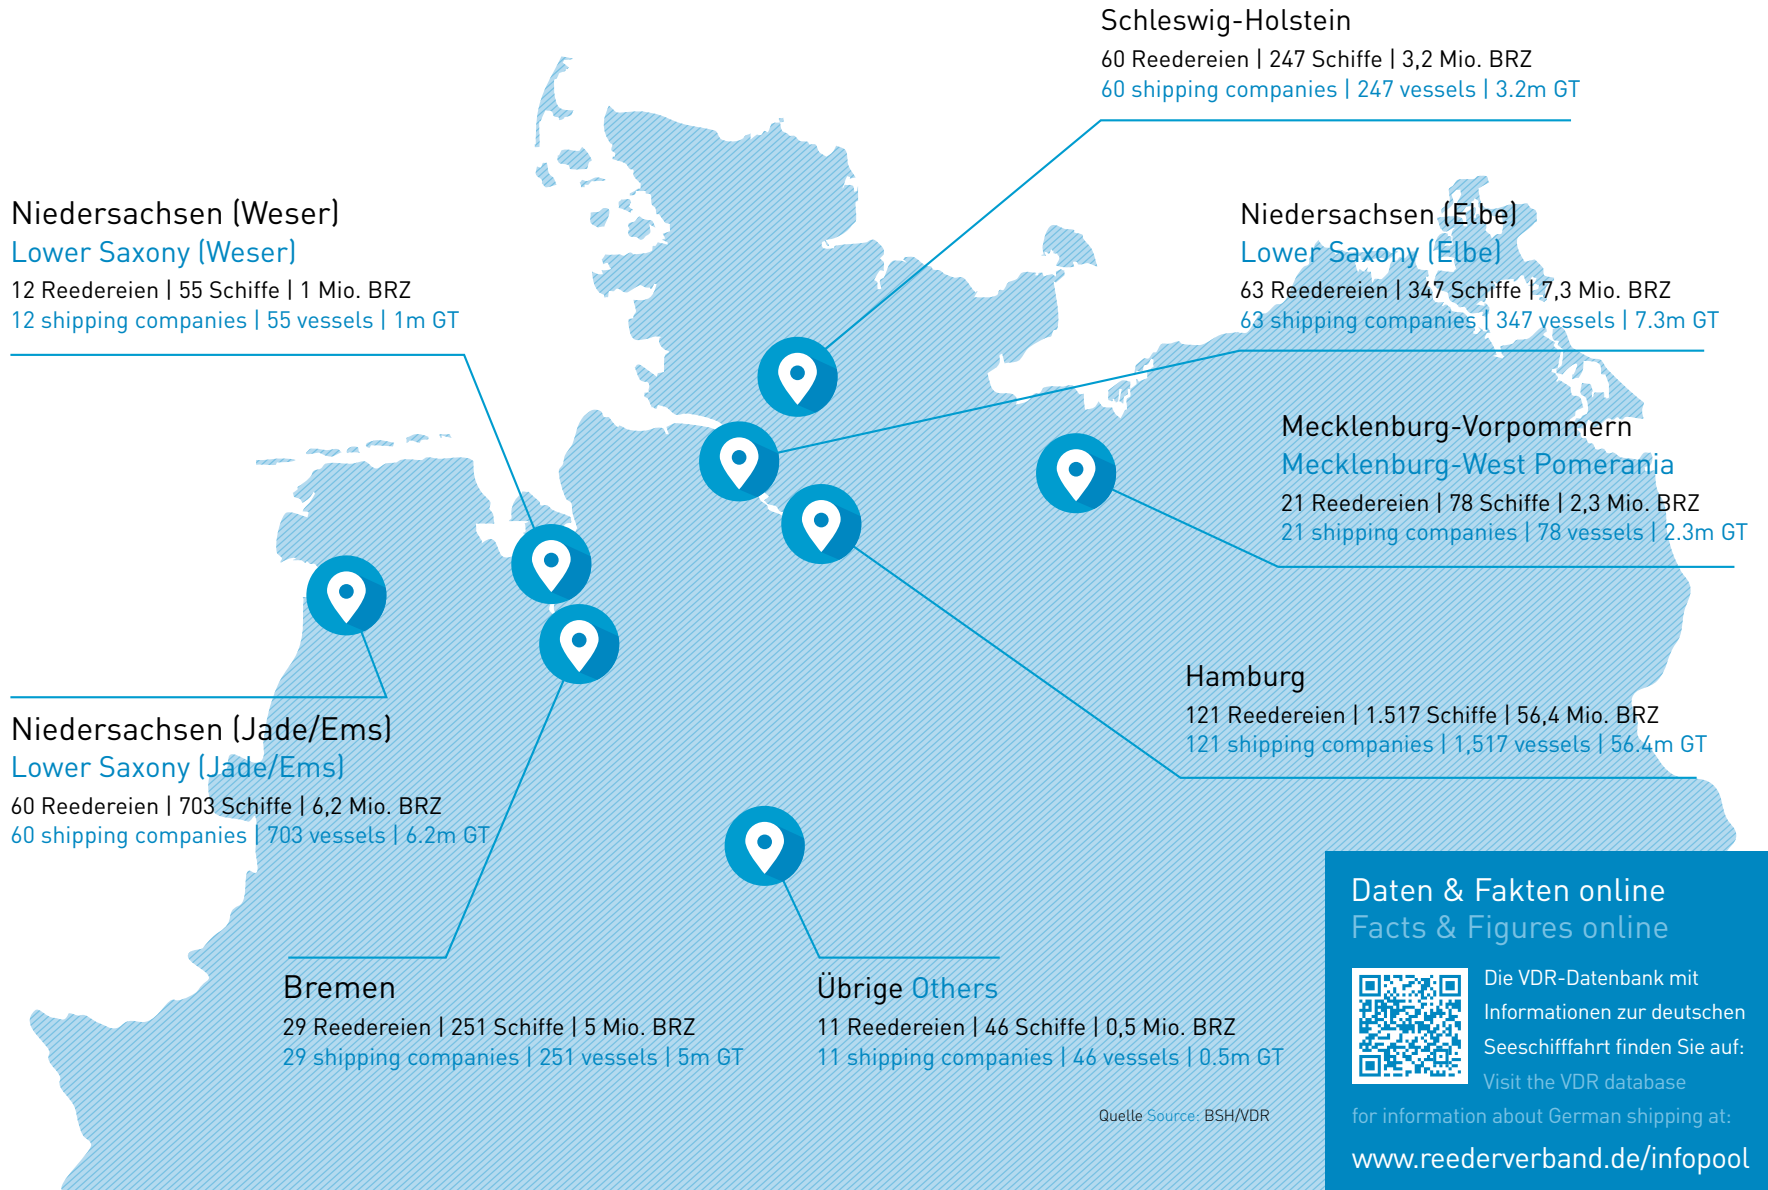 Schleswig-Holstein
60 Reedereien | 247 Schiffe | 3,2 Mio. BRZ
60 shipping companies | 247 vessels | 3.2m GT
Niedersachsen (Weser)
Lower Saxony (Weser)
12 Reedereien | 55 Schiffe | 1 Mio. BRZ
12 shipping companies | 55 vessels | 1m GT
Niedersachsen (Elbe)
Lower Saxony (Elbe)
63 Reedereien | 347 Schiffe | 7,3 Mio. BRZ
63 shipping companies | 347 vessels | 7.3m GT
Mecklenburg-Vorpommern
Mecklenburg-West Pomerania
21 Reedereien | 78 Schiffe | 2,3 Mio. BRZ
21 shipping companies | 78 vessels | 2.3m GT
Hamburg
121 Reedereien | 1.517 Schiffe | 56,4 Mio. BRZ
121 shipping companies | 1,517 vessels | 56.4m GT
Niedersachsen (Jade/Ems)
Lower Saxony (Jade/Ems)
60 Reedereien | 703 Schiffe | 6,2 Mio. BRZ
60 shipping companies | 703 vessels | 6.2m GT
Bremen
29 Reedereien | 251 Schiffe | 5 Mio. BRZ
29 shipping companies | 251 vessels | 5m GT
Übrige Others
11 Reedereien | 46 Schiffe | 0,5 Mio. BRZ
11 shipping companies | 46 vessels | 0.5m GT
Quelle Source: BSH/VDR
Daten & Fakten online
Facts & Figures online
Die VDR-Datenbank mit
Informationen zur deutschen
Seeschifffahrt finden Sie auf:
Visit the VDR database
for information about German shipping at:
www.reederverband.de/infopool